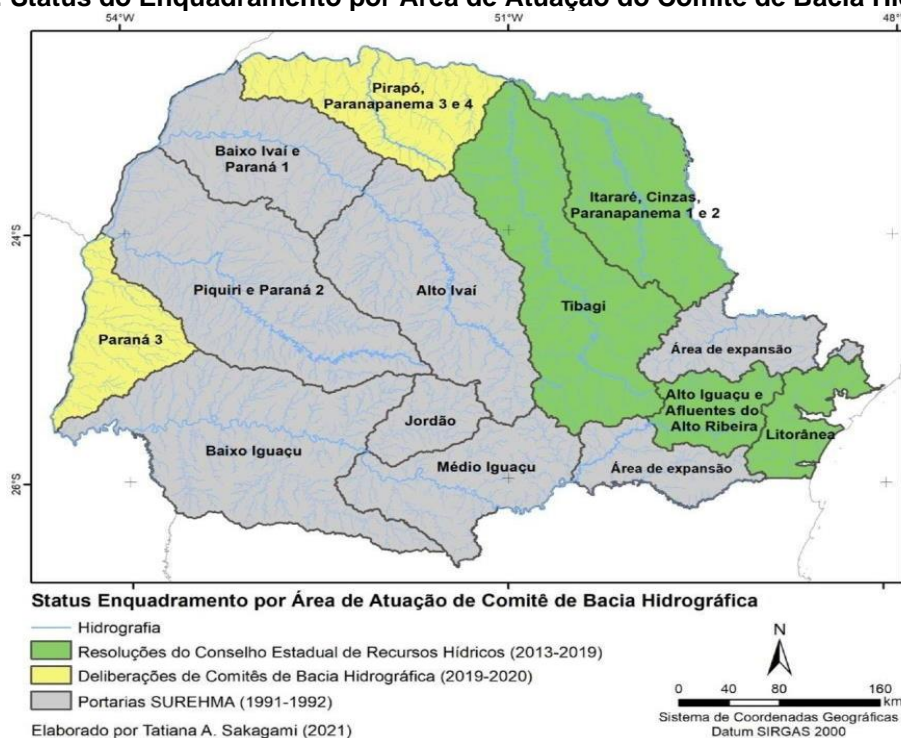 Status do Enquadramento por Área de Atuação do Comitê de Bacia
54°W
51°W
48°
Pirapó,
Paranapanema 3 e 4
Baixo Ivaí e
Paraná 1
Itararé, Cinzas,
Paranapanema 1 e 2
24°S
Piquiri e Paraná 2
Alto Ivaí
Tibagi
Paraná 3
Área de expansão
Alto Iguaçu e
Afluentes do
Alto Ribeira
Jordão
Litorânea
Baixo Iguaçu
Médio Iguaçu
Área de expansão
26°S
Status Enquadramento por Área de Atuação de Comitê de Bacia Hidrográfica
Hidrografia
Resoluções do Conselho Estadual de Recursos Hídricos (2013-2019)
Deliberações de Comitês de Bacia Hidrográfica (2019-2020)
Portarias SUREHMA (1991-1992)
Elaborado por Tatiana A. Sakagami (2021)
N
0 40 80 160
km
Sistema de Coordenadas Geográficas
Datum SIRGAS 2000